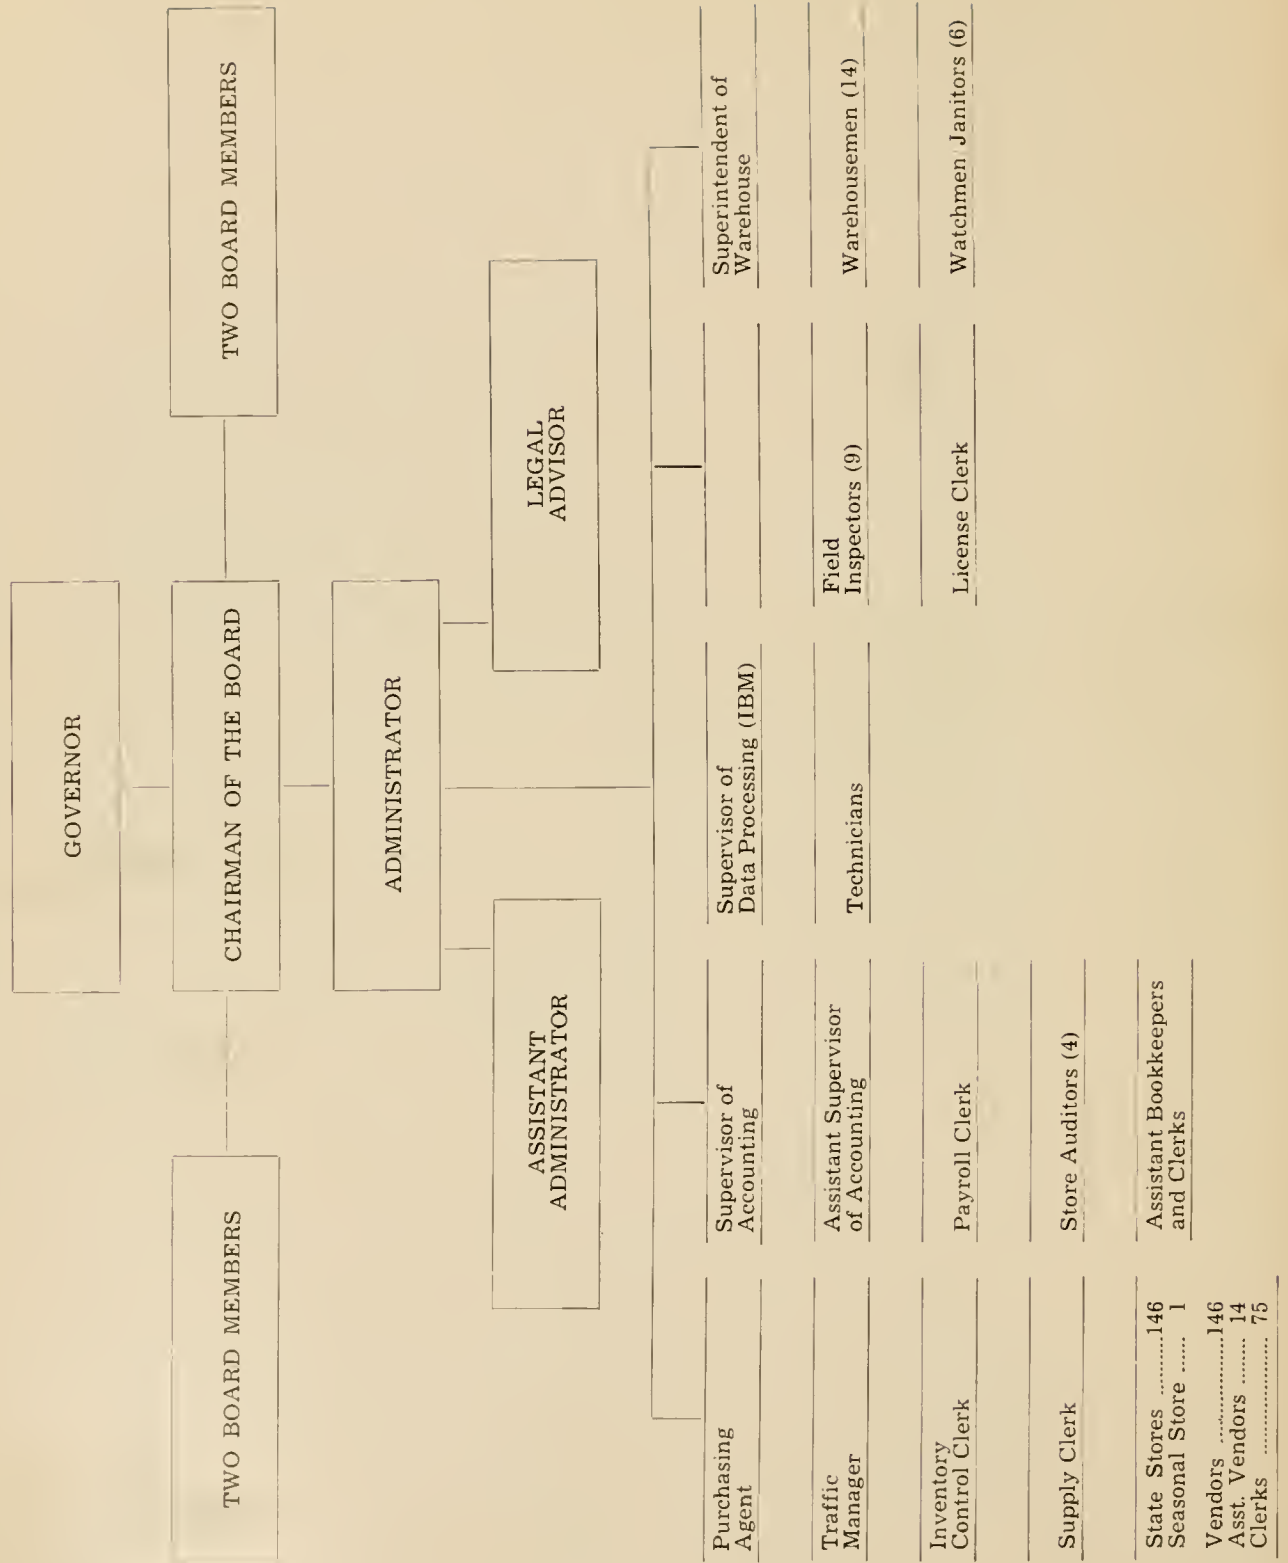 GOVERNOR
TWO BOARD MEMBERS
CHAIRMAN OF THE BOARD
TWO BOARD MEMBERS
ADMINISTRATOR
ASSISTANT
ADMINISTRATOR
LEGAL
ADVISOR
Purchasing
Agent
Traffic
Manager
Inventory
Control Clerk
Supply Clerk
State Stores ..........146
Seasonal Store ...... 1
Vendors ..................146
Asst. Vendors ........ 14
Clerks .................. 75
Supervisor of
Accounting
Assistant Supervisor
of Accounting
Payroll Clerk
Store Auditors (4)
Assistant Bookkeepers
and Clerks
Supervisor of
Data Processing (IBM)
Technicians
Field
Inspectors (9)
License Clerk
Superintendent of
Warehouse
Warehousemen (14)
Watchmen Janitors (6)